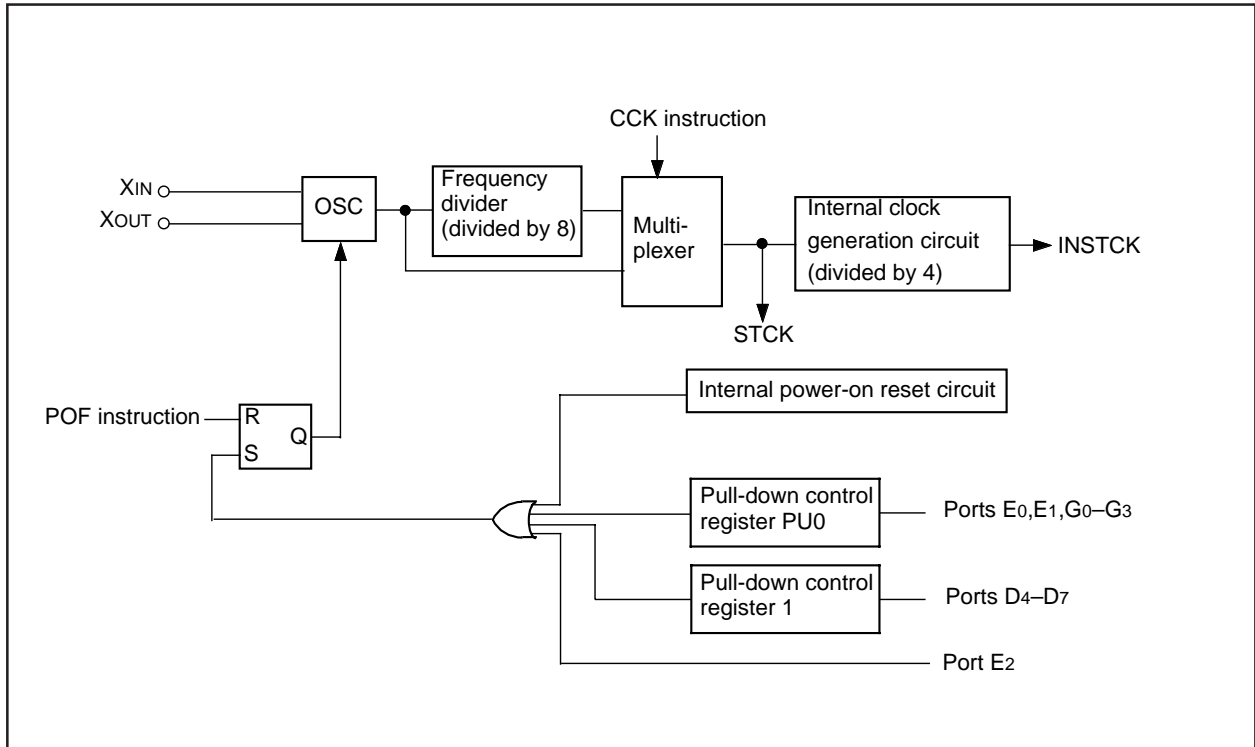 CCK instruction
XIN
XOUT
OSC
Frequency
divider
(divided by 8)
Multi-
plexer
Internal clock
generation circuit
(divided by 4)
INSTCK
STCK
Internal power-on reset circuit
POF instruction
R
S
Q
Pull-down control
register PU0
Ports E0,E1,G0–G3
Pull-down control
register 1
Ports D4–D7
Port E2